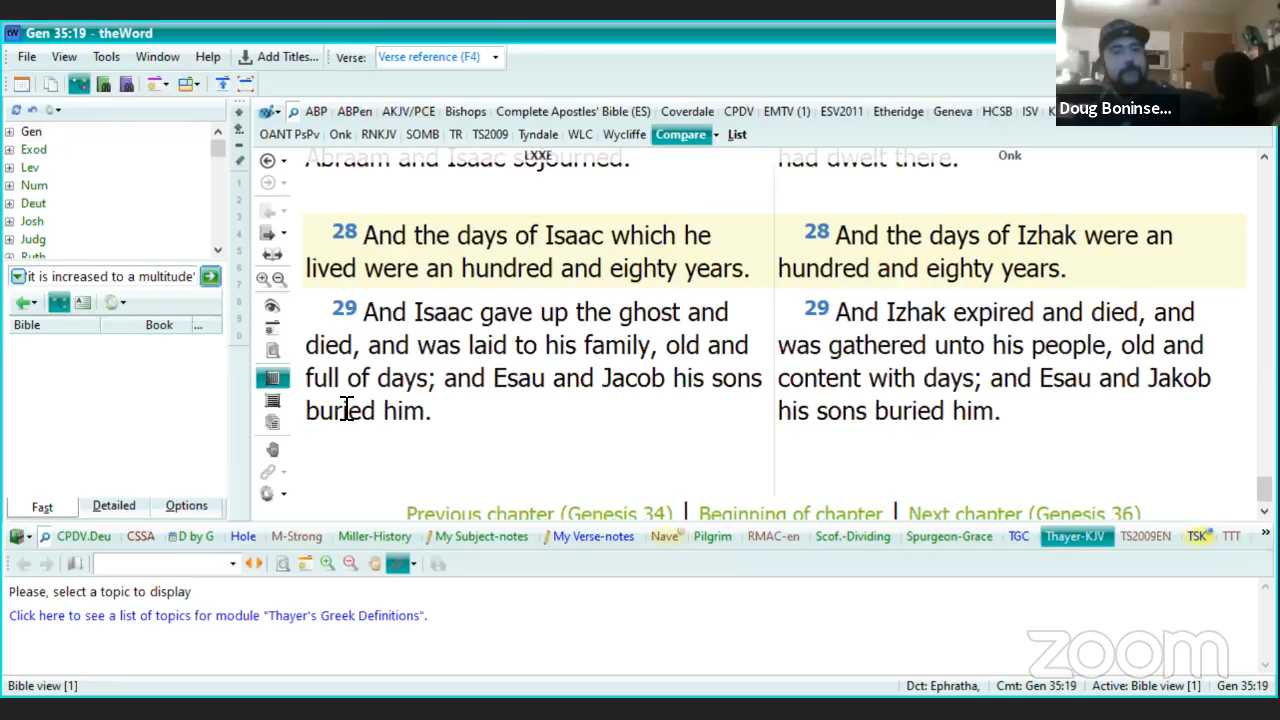 Gen 35:19 - theWord
File View Tools Window Help Add Titles... Verse: Verse reference (F4)
Doug Boninse...
ABP ABPen AKJV/PCE Bishops Complete Apostles' Bible (ES) Coverdale CPDV EMTV (1) ESV2011 Etheridge Geneva HCSB ISV
OANT PsPv Onk RNKJV SOMB TR TS2009 Tyndale WLC Wycliffe Compare List
Gen
Exod
Lev
Num
Deut
Josh
Judg
Ruth
it is increased to a multitude'
Bible Book ...
Fast Detailed Options
LXXE
Abraam and Isaac sojourned.
28 And the days of Isaac which he
lived were an hundred and eighty years.
29 And Isaac gave up the ghost and
died, and was laid to his family, old and
full of days; and Esau and Jacob his sons
buried him.
Onk
had dwelt there.
28 And the days of Izhak were an
hundred and eighty years.
29 And Izhak expired and died, and
was gathered unto his people, old and
content with days; and Esau and Jakob
his sons buried him.
Previous chapter (Genesis 34) | Beginning of chapter | Next chapter (Genesis 36)
CPDV.Deu CSSA D by G Hole M-Strong Miller-History My Subject-notes My Verse-notes Nave Pilgrim RMAC-en Scof.-Dividing Spurgeon-Grace TGC Thayer-KJV TS2009EN TSK TTT
Please, select a topic to display
Click here to see a list of topics for module "Thayer's Greek Definitions".
zoom
Bible view [1] Dct: Ephratha, Cmt: Gen 35:19 Active: Bible view [1] Gen 35:19